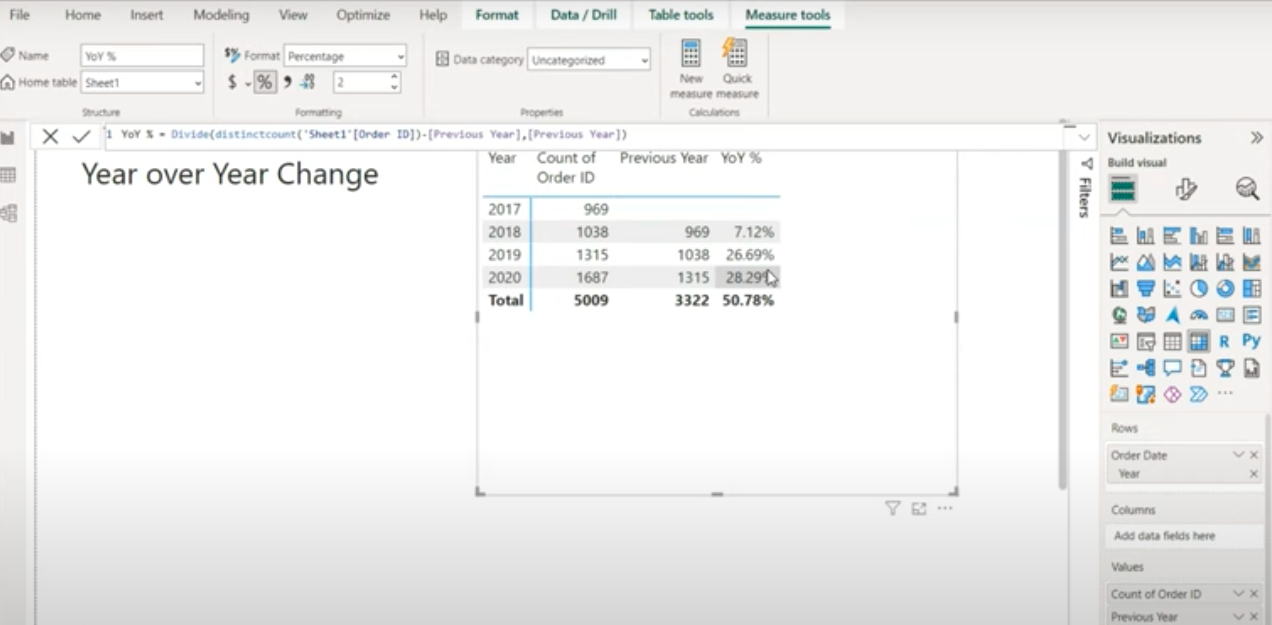 File Home Insert Modeling View Optimize Help Format Data / Drill Table tools Measure tools
Name YoY % $% Format Percentage Data category Uncategorized New measure Quick measure
Home table Sheet1 $ % 2
Structure Formatting Properties Calculations
1 YoY % = Divide(distinctcount('Sheet1'[Order ID])-[Previous Year],[Previous Year])
Year over Year Change
Year Count of Order ID Previous Year YoY %
2017 969
2018 1038 969 7.12%
2019 1315 1038 26.69%
2020 1687 1315 28.29%
Total 5009 3322 50.78%
Filters
Visualizations
Build visual
R Py
Rows
Order Date
Year
Columns
Add data fields here
Values
Count of Order ID
Previous Year